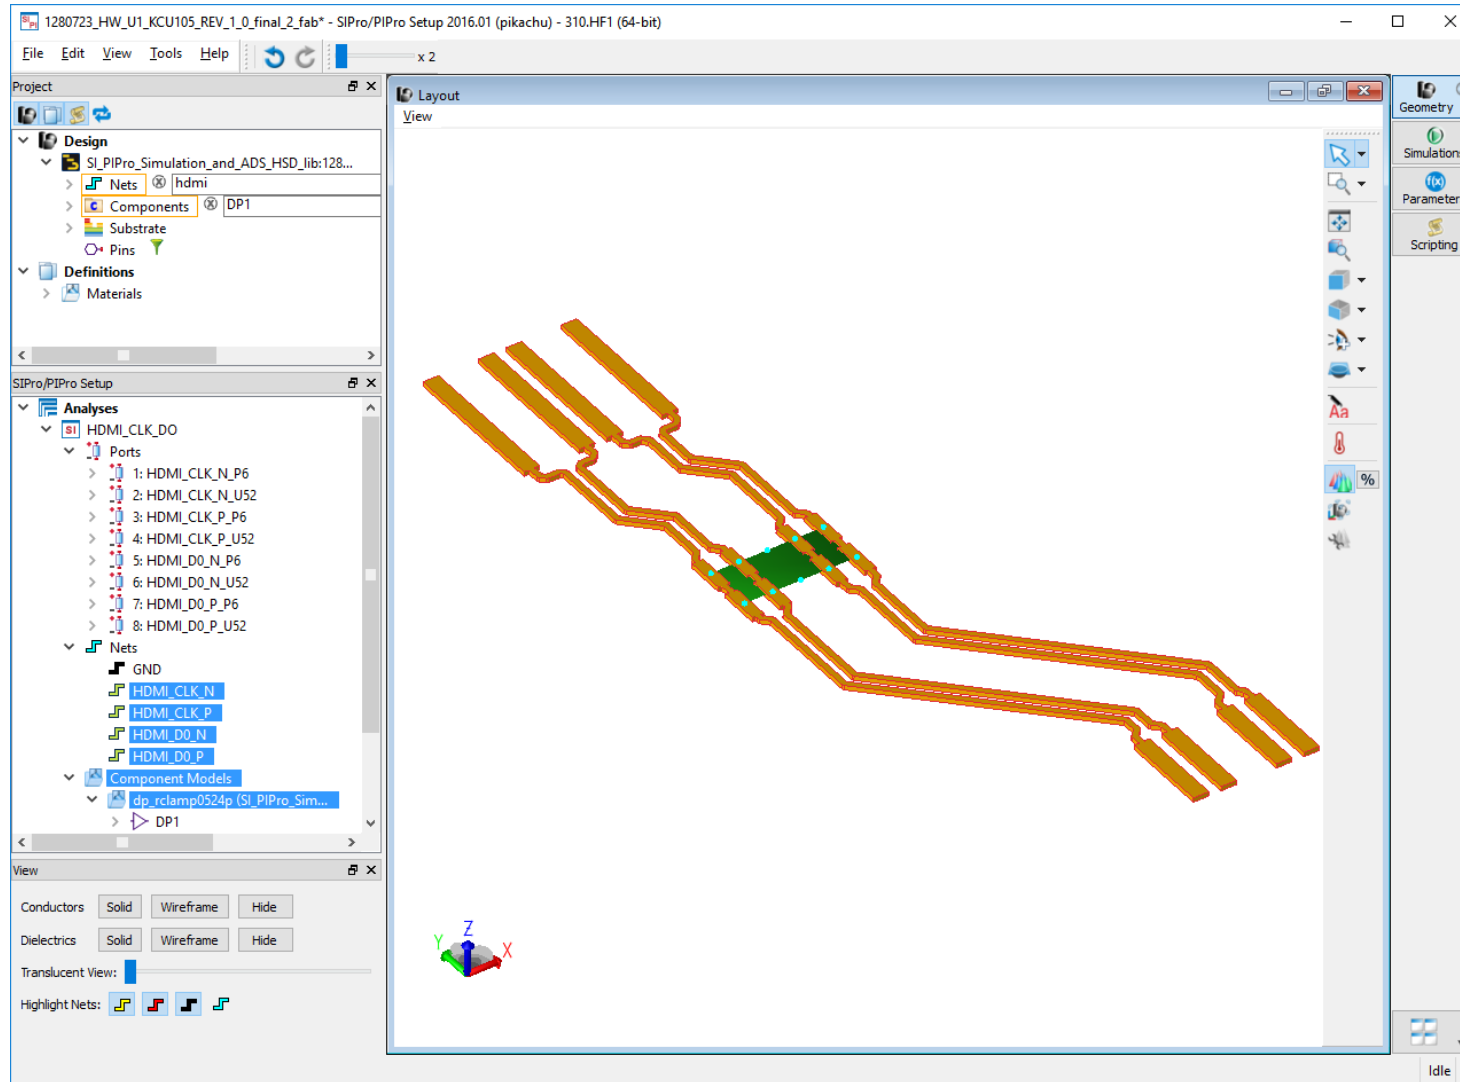 1280723_HW_U1_KCU105_REV_1_0_final_2_fab* - SIPro/PIPro Setup 2016.01 (pikachu) - 310.HF1 (64-bit)
File Edit View Tools Help x 2
Project
Design
SI_PIPro_Simulation_and_ADS_HSD_lib:128...
Nets hdmi
C Components DP1
Substrate
Pins
Definitions
Materials
SIPro/PIPro Setup
Analyses
SI HDMI_CLK_DO
Ports
1: HDMI_CLK_N_P6
2: HDMI_CLK_N_U52
3: HDMI_CLK_P_P6
4: HDMI_CLK_P_U52
5: HDMI_D0_N_P6
6: HDMI_D0_N_U52
7: HDMI_D0_P_P6
8: HDMI_D0_P_U52
Nets
GND
HDMI_CLK_N
HDMI_CLK_P
HDMI_D0_N
HDMI_D0_P
Component Models
dp_rclamp0524p (SI_PIPro_Sim...
DP1
View
Conductors Solid Wireframe Hide
Dielectrics Solid Wireframe Hide
Translucent View:
Highlight Nets:
Layout
View
Aa
%
Z
Y
X
Geometry
Simulation
f(x)
Parameter
Scripting
Idle